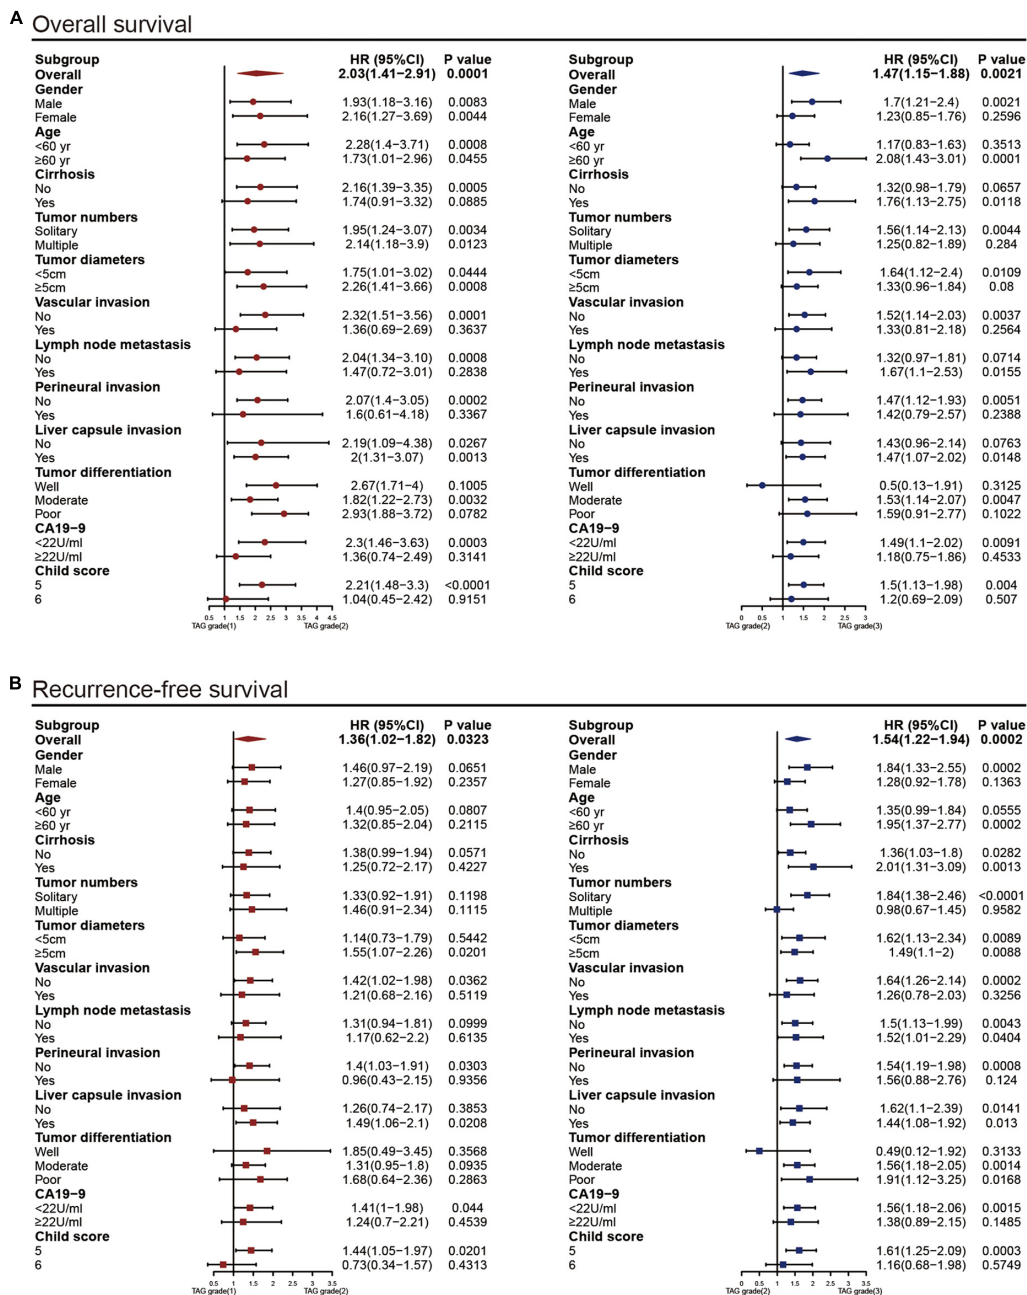 A Overall survival
Subgroup HR (95%CI) P value
Overall 2.03(1.41−2.91) 0.0001
Gender
Male 1.93(1.18−3.16) 0.0083
Female 2.16(1.27−3.69) 0.0044
Age
<60 yr 2.28(1.4−3.71) 0.0008
≥60 yr 1.73(1.01−2.96) 0.0455
Cirrhosis
No 2.16(1.39−3.35) 0.0005
Yes 1.74(0.91−3.32) 0.0885
Tumor numbers
Solitary 1.95(1.24−3.07) 0.0034
Multiple 2.14(1.18−3.9) 0.0123
Tumor diameters
<5cm 1.75(1.01−3.02) 0.0444
≥5cm 2.26(1.41−3.66) 0.0008
Vascular invasion
No 2.32(1.51−3.56) 0.0001
Yes 1.36(0.69−2.69) 0.3637
Lymph node metastasis
No 2.04(1.34−3.10) 0.0008
Yes 1.47(0.72−3.01) 0.2838
Perineural invasion
No 2.07(1.4−3.05) 0.0002
Yes 1.6(0.61−4.18) 0.3367
Liver capsule invasion
No 2.19(1.09−4.38) 0.0267
Yes 2(1.31−3.07) 0.0013
Tumor differentiation
Well 2.67(1.71−4) 0.1005
Moderate 1.82(1.22−2.73) 0.0032
Poor 2.93(1.88−3.72) 0.0782
CA19−9
<22U/ml 2.3(1.46−3.63) 0.0003
≥22U/ml 1.36(0.74−2.49) 0.3141
Child score
5 2.21(1.48−3.3) <0.0001
6 1.04(0.45−2.42) 0.9151
0.5 1 1.5 2 2.5 3 3.5 4 4.5
TAG grade(1) TAG grade(2)
Subgroup HR (95%CI) P value
Overall 1.47(1.15−1.88) 0.0021
Gender
Male 1.7(1.21−2.4) 0.0021
Female 1.23(0.85−1.76) 0.2596
Age
<60 yr 1.17(0.83−1.63) 0.3513
≥60 yr 2.08(1.43−3.01) 0.0001
Cirrhosis
No 1.32(0.98−1.79) 0.0657
Yes 1.76(1.13−2.75) 0.0118
Tumor numbers
Solitary 1.56(1.14−2.13) 0.0044
Multiple 1.25(0.82−1.89) 0.284
Tumor diameters
<5cm 1.64(1.12−2.4) 0.0109
≥5cm 1.33(0.96−1.84) 0.08
Vascular invasion
No 1.52(1.14−2.03) 0.0037
Yes 1.33(0.81−2.18) 0.2564
Lymph node metastasis
No 1.32(0.97−1.81) 0.0714
Yes 1.67(1.1−2.53) 0.0155
Perineural invasion
No 1.47(1.12−1.93) 0.0051
Yes 1.42(0.79−2.57) 0.2388
Liver capsule invasion
No 1.43(0.96−2.14) 0.0763
Yes 1.47(1.07−2.02) 0.0148
Tumor differentiation
Well 0.5(0.13−1.91) 0.3125
Moderate 1.53(1.14−2.07) 0.0047
Poor 1.59(0.91−2.77) 0.1022
CA19−9
<22U/ml 1.49(1.1−2.02) 0.0091
≥22U/ml 1.18(0.75−1.86) 0.4533
Child score
5 1.5(1.13−1.98) 0.004
6 1.2(0.69−2.09) 0.507
0 0.5 1 1.5 2 2.5 3
TAG grade(2) TAG grade(3)
B Recurrence-free survival
Subgroup HR (95%CI) P value
Overall 1.36(1.02−1.82) 0.0323
Gender
Male 1.46(0.97−2.19) 0.0651
Female 1.27(0.85−1.92) 0.2357
Age
<60 yr 1.4(0.95−2.05) 0.0807
≥60 yr 1.32(0.85−2.04) 0.2115
Cirrhosis
No 1.38(0.99−1.94) 0.0571
Yes 1.25(0.72−2.17) 0.4227
Tumor numbers
Solitary 1.33(0.92−1.91) 0.1198
Multiple 1.46(0.91−2.34) 0.1115
Tumor diameters
<5cm 1.14(0.73−1.79) 0.5442
≥5cm 1.55(1.07−2.26) 0.0201
Vascular invasion
No 1.42(1.02−1.98) 0.0362
Yes 1.21(0.68−2.16) 0.5119
Lymph node metastasis
No 1.31(0.94−1.81) 0.0999
Yes 1.17(0.62−2.2) 0.6135
Perineural invasion
No 1.4(1.03−1.91) 0.0303
Yes 0.96(0.43−2.15) 0.9356
Liver capsule invasion
No 1.26(0.74−2.17) 0.3853
Yes 1.49(1.06−2.1) 0.0208
Tumor differentiation
Well 1.85(0.49−3.45) 0.3568
Moderate 1.31(0.95−1.8) 0.0935
Poor 1.68(0.64−2.36) 0.2863
CA19−9
<22U/ml 1.41(1−1.98) 0.044
≥22U/ml 1.24(0.7−2.21) 0.4539
Child score
5 1.44(1.05−1.97) 0.0201
6 0.73(0.34−1.57) 0.4313
0.5 1 1.5 2 2.5 3 3.5
TAG grade(1) TAG grade(2)
Subgroup HR (95%CI) P value
Overall 1.54(1.22−1.94) 0.0002
Gender
Male 1.84(1.33−2.55) 0.0002
Female 1.28(0.92−1.78) 0.1363
Age
<60 yr 1.35(0.99−1.84) 0.0555
≥60 yr 1.95(1.37−2.77) 0.0002
Cirrhosis
No 1.36(1.03−1.8) 0.0282
Yes 2.01(1.31−3.09) 0.0013
Tumor numbers
Solitary 1.84(1.38−2.46) <0.0001
Multiple 0.98(0.67−1.45) 0.9582
Tumor diameters
<5cm 1.62(1.13−2.34) 0.0089
≥5cm 1.49(1.1−2) 0.0088
Vascular invasion
No 1.64(1.26−2.14) 0.0002
Yes 1.26(0.78−2.03) 0.3256
Lymph node metastasis
No 1.5(1.13−1.99) 0.0043
Yes 1.52(1.01−2.29) 0.0404
Perineural invasion
No 1.54(1.19−1.98) 0.0008
Yes 1.56(0.88−2.76) 0.124
Liver capsule invasion
No 1.62(1.1−2.39) 0.0141
Yes 1.44(1.08−1.92) 0.013
Tumor differentiation
Well 0.49(0.12−1.92) 0.3133
Moderate 1.56(1.18−2.05) 0.0014
Poor 1.91(1.12−3.25) 0.0168
CA19−9
<22U/ml 1.56(1.18−2.06) 0.0015
≥22U/ml 1.38(0.89−2.15) 0.1485
Child score
5 1.61(1.25−2.09) 0.0003
6 1.16(0.68−1.98) 0.5749
0 0.5 1 1.5 2 2.5 3 3.5
TAG grade(2) TAG grade(3)